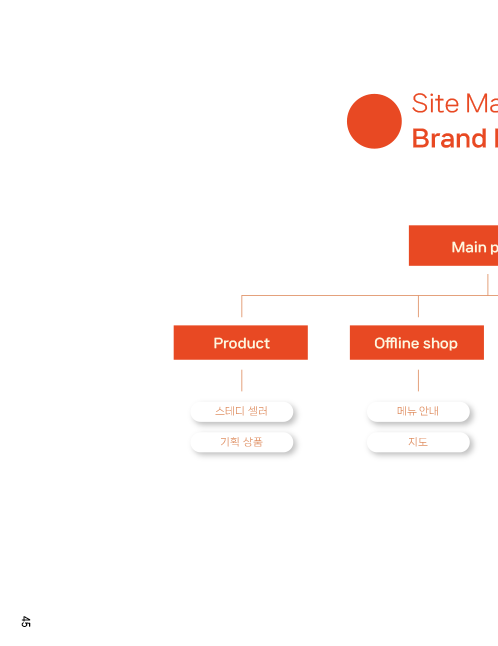 Site Ma
Brand
Main p
Product
Offline shop
스테디 셀러
메뉴 안내
기획 상품
지도
45